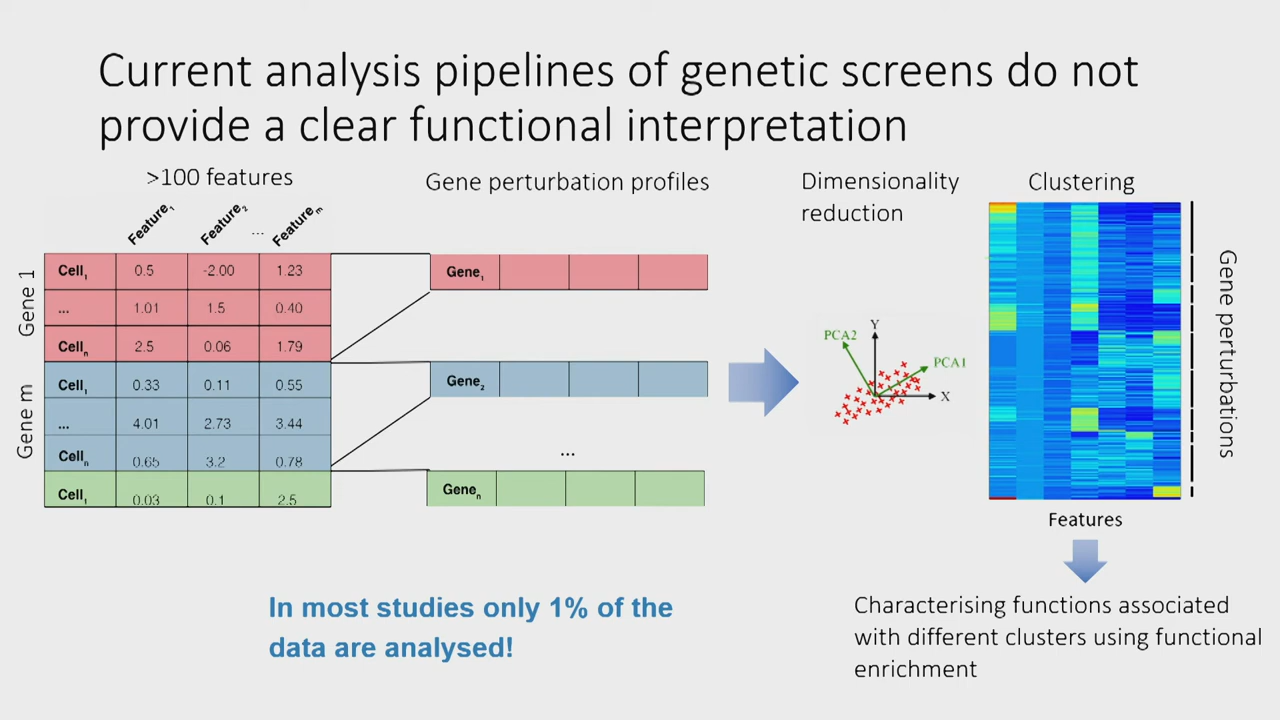 Current analysis pipelines of genetic screens do not
provide a clear functional interpretation
>100 features
Gene perturbation profiles
Dimensionality
reduction
Clustering
Feature₁ Feature₂ ... Featureₘ
Gene 1
Cell₁ 0.5 -2.00 1.23
... 1.01 1.5 0.40
Cellₙ 2.5 0.06 1.79
Gene m
Cell₁ 0.33 0.11 0.55
... 4.01 2.73 3.44
Cellₙ 0.65 3.2 0.78
Cell₁ 0.03 0.1 2.5
Gene₁
Gene₂
...
Geneₙ
PCA2
Y
PCA1
X
Gene perturbations
Features
In most studies only 1% of the
data are analysed!
Characterising functions associated
with different clusters using functional
enrichment